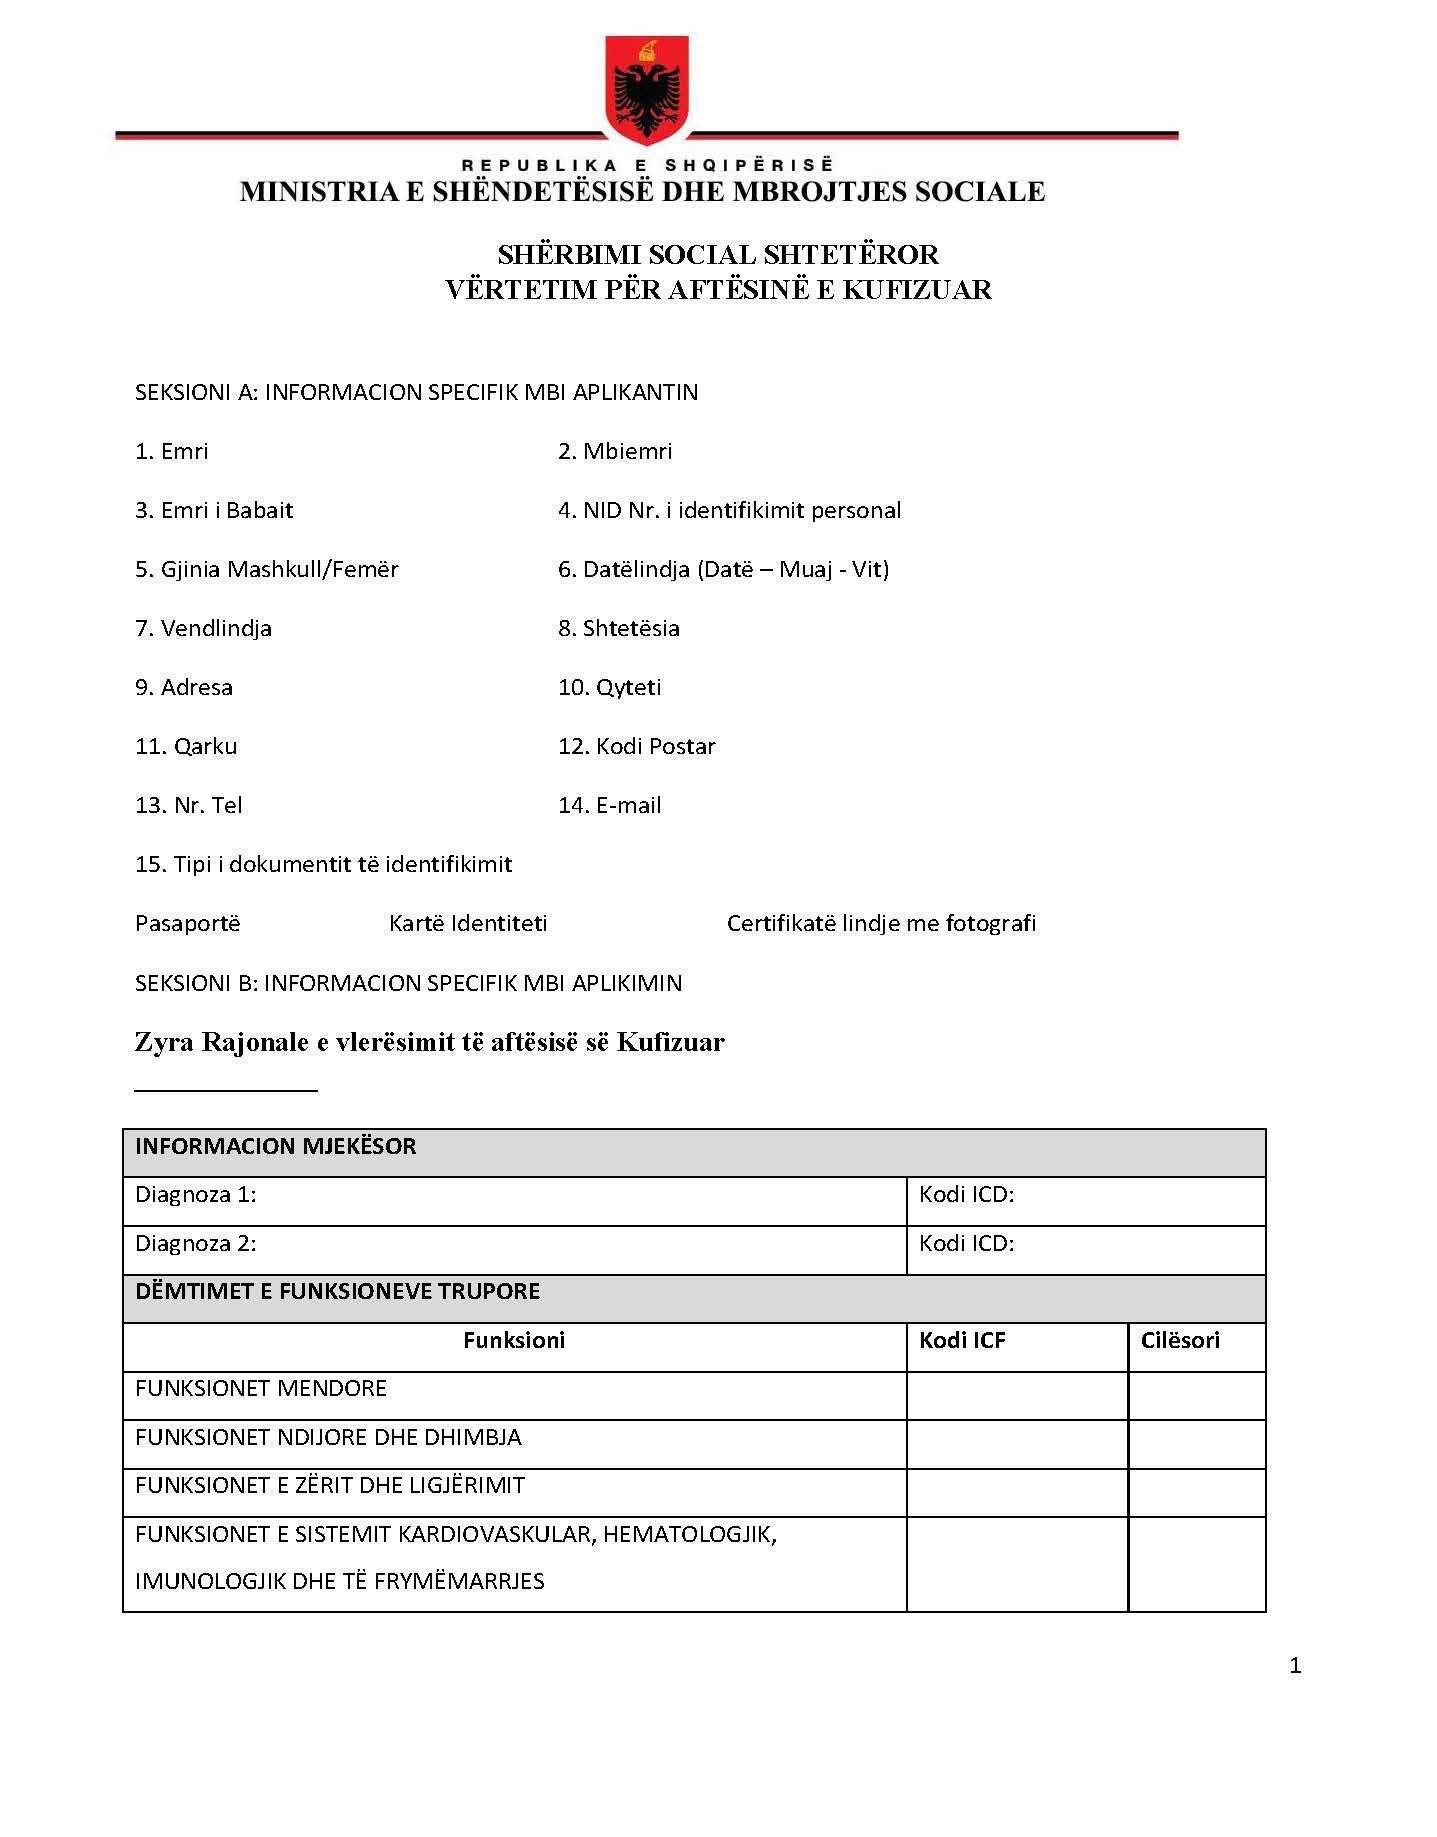 REPUBLIKA E SHQIPËRISË
MINISTRIA E SHËNDETËSISË DHE MBROJTJES SOCIALE
SHËRBIMI SOCIAL SHTETËROR
VËRTETIM PËR AFTËSINË E KUFIZUAR
SEKSIONI A: INFORMACION SPECIFIK MBI APLIKANTIN
1. Emri 2. Mbiemri
3. Emri i Babait 4. NID Nr. i identifikimit personal
5. Gjinia Mashkull/Femër 6. Datëlindja (Datë – Muaj - Vit)
7. Vendlindja 8. Shtetësia
9. Adresa 10. Qyteti
11. Qarku 12. Kodi Postar
13. Nr. Tel 14. E-mail
15. Tipi i dokumentit të identifikimit
Pasaportë Kartë Identiteti Certifikatë lindje me fotografi
SEKSIONI B: INFORMACION SPECIFIK MBI APLIKIMIN
Zyra Rajonale e vlerësimit të aftësisë së Kufizuar
INFORMACION MJEKËSOR
Diagnoza 1: Kodi ICD:
Diagnoza 2: Kodi ICD:
DËMTIMET E FUNKSIONEVE TRUPORE
Funksioni Kodi ICF Cilësori
FUNKSIONET MENDORE
FUNKSIONET NDIJORE DHE DHIMBJA
FUNKSIONET E ZËRIT DHE LIGJËRIMIT
FUNKSIONET E SISTEMIT KARDIOVASKULAR, HEMATOLOGJIK,
IMUNOLOGJIK DHE TË FRYMËMARRJES
1